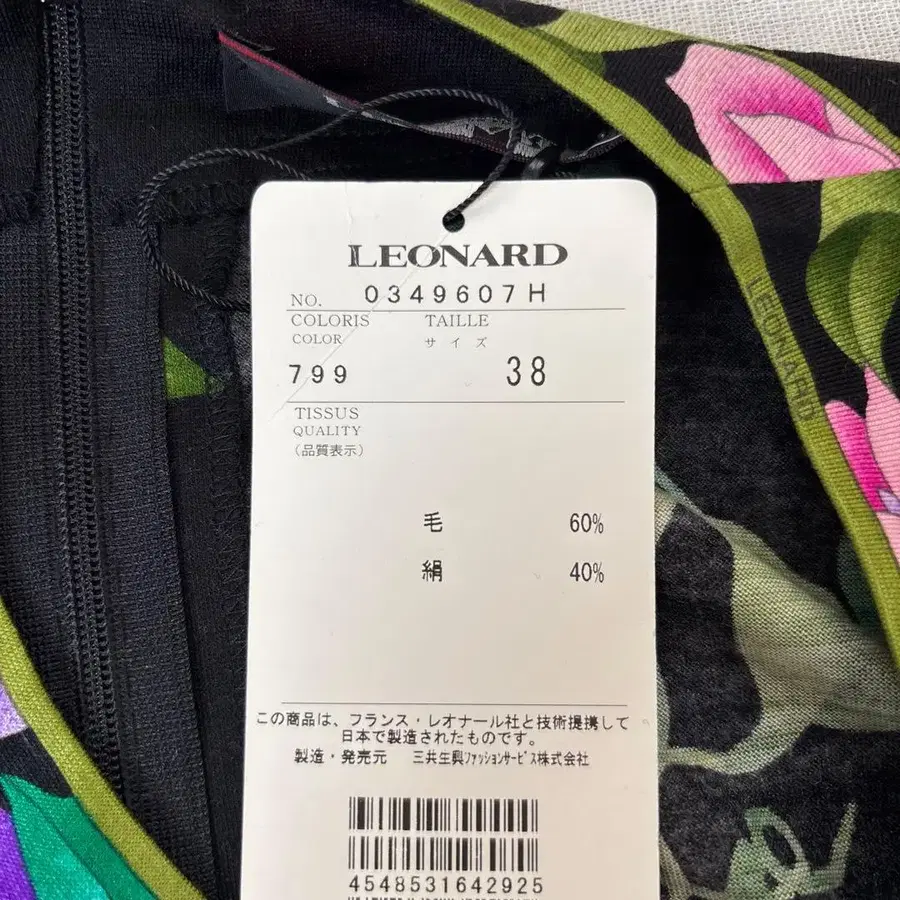 LEONARD
NO. 0349607H
COLORIS TAILLE
COLOR サイズ
799 38
TISSUS
QUALITY
(品質表示)
毛 60%
絹 40%
この商品は、フランス・レオナール社と技術提携して
日本で製造されたものです。
製造・発売元 三共生興ファッションサービス株式会社
4548531642925
LEONARD